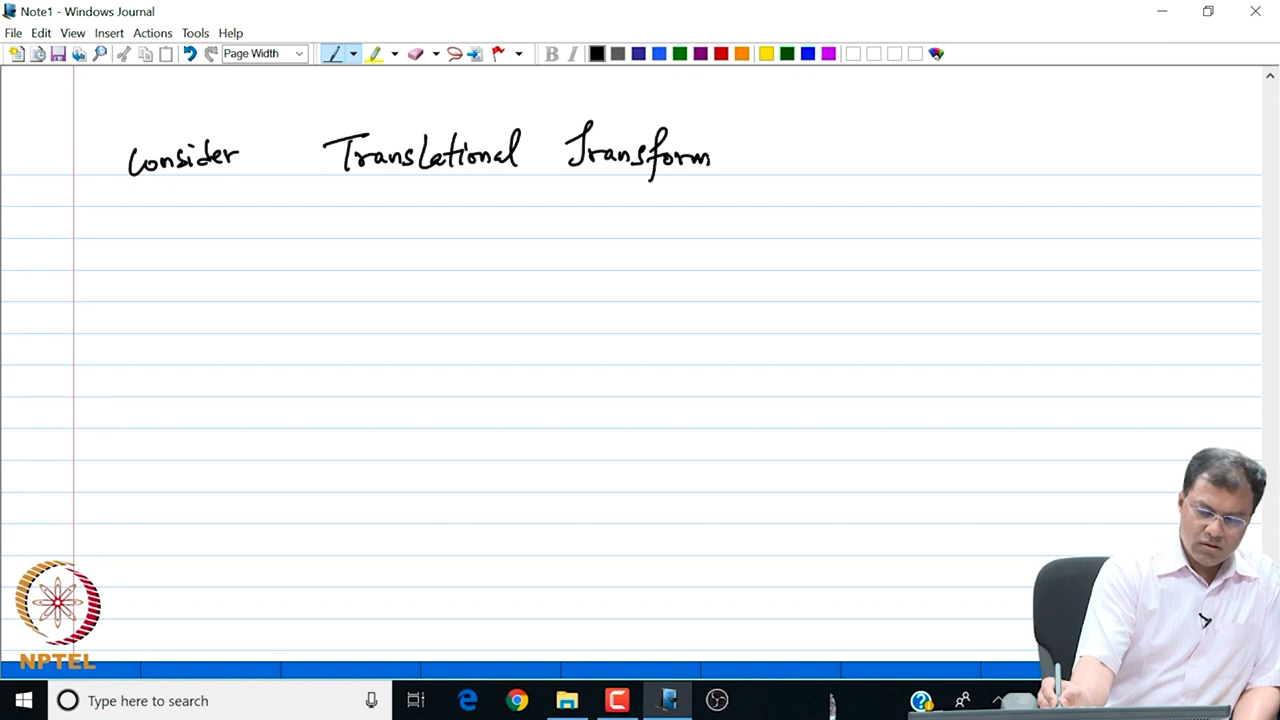 Note1 - Windows Journal
File Edit View Insert Actions Tools Help
Page Width B I
Consider Translational Transform
NPTEL
Type here to search